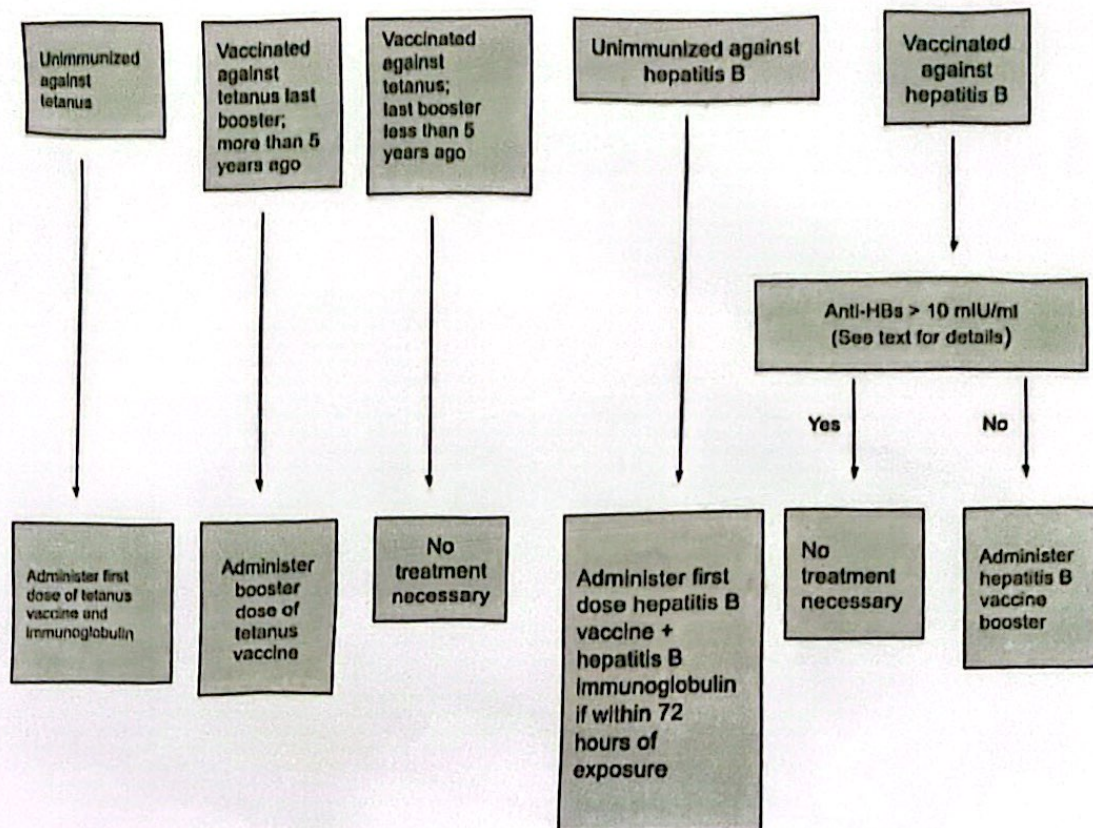 Unimmunized
against
tetanus
Vaccinated
against
tetanus last
booster;
more than 5
years ago
Vaccinated
against
tetanus;
last booster
less than 5
years ago
Unimmunized against
hepatitis B
Vaccinated
against
hepatitis B
Anti-HBs > 10 mIU/ml
(See text for details)
Yes
No
Administer first
dose of tetanus
vaccine and
immunoglobulin
Administer
booster
dose of
tetanus
vaccine
No
treatment
necessary
Administer first
dose hepatitis B
vaccine +
hepatitis B
immunoglobulin
if within 72
hours of
exposure
No
treatment
necessary
Administer
hepatitis B
vaccine
booster